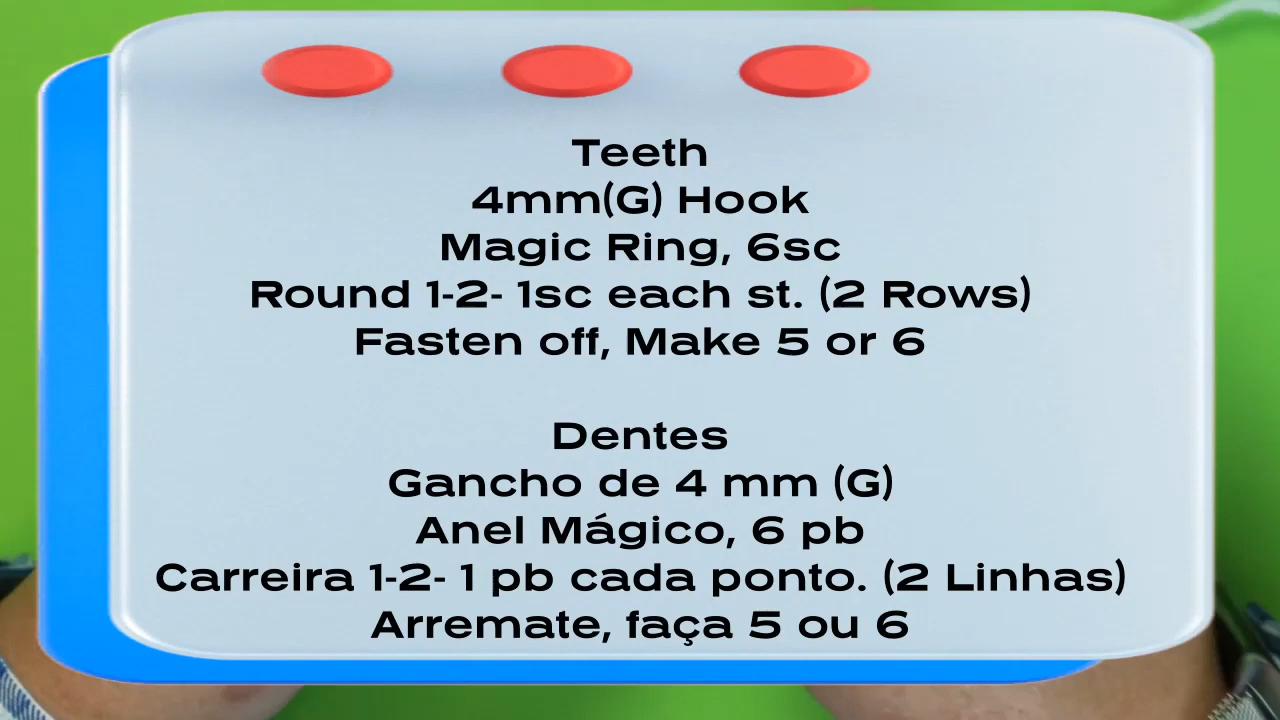 Teeth
4mm(G) Hook
Magic Ring, 6sc
Round 1-2- 1sc each st. (2 Rows)
Fasten off, Make 5 or 6
Dentes
Gancho de 4 mm (G)
Anel Mágico, 6 pb
Carreira 1-2- 1 pb cada ponto. (2 Linhas)
Arremate, faça 5 ou 6